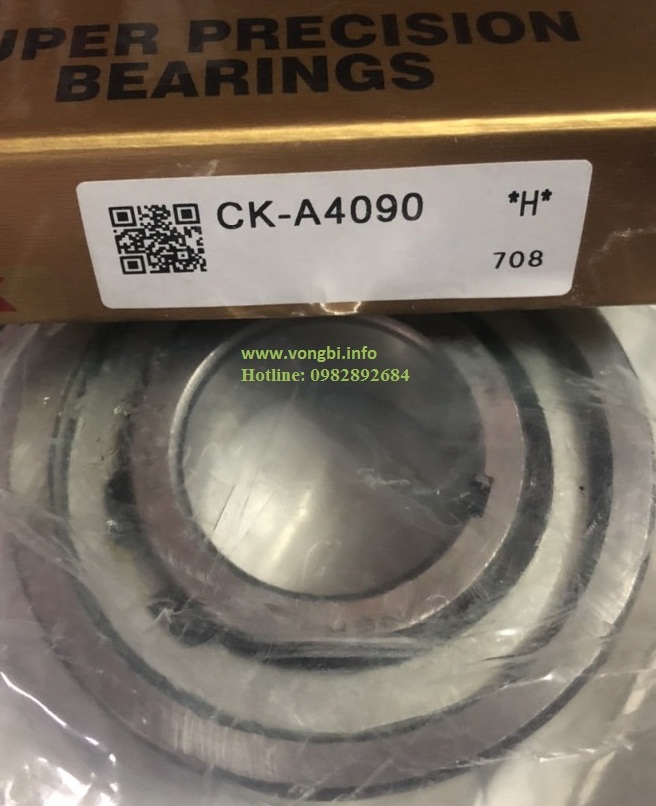 UPER PRECISION
BEARINGS
CK-A4090
*H*
708
www.vongbi.info
Hotline: 0982892684